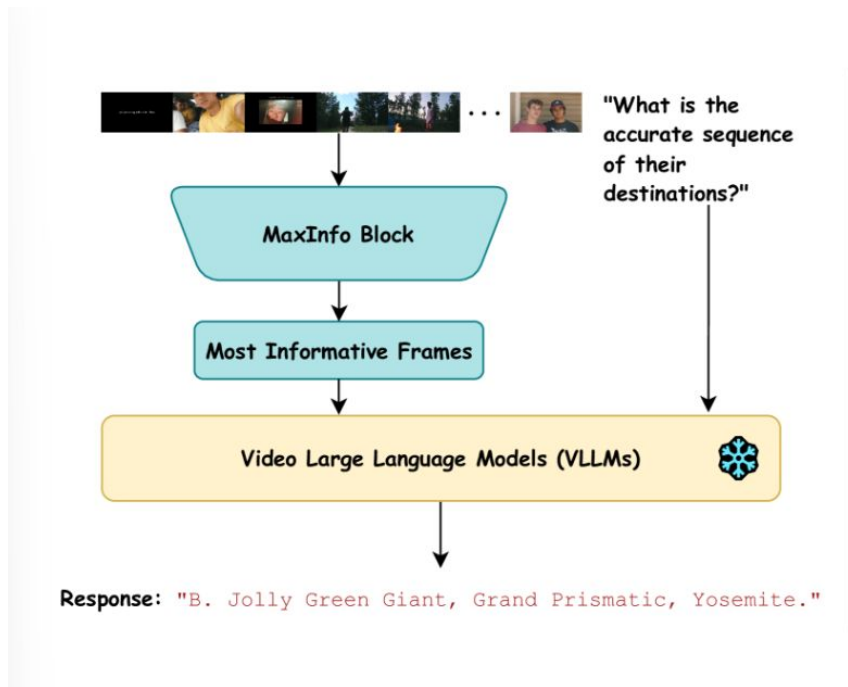 "What is the
accurate sequence
of their
destinations?"
MaxInfo Block
Most Informative Frames
Video Large Language Models (VLLMs)
Response: "B. Jolly Green Giant, Grand Prismatic, Yosemite."